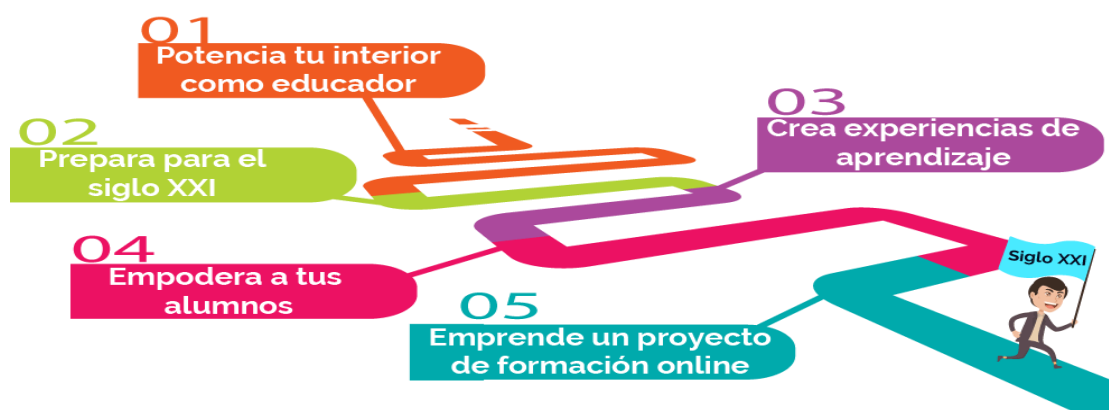 01
Potencia tu interior
como educador
02
Prepara para el
siglo XXI
03
Crea experiencias de
aprendizaje
04
Empodera a tus
alumnos
05
Emprende un proyecto
de formación online
Siglo XXI